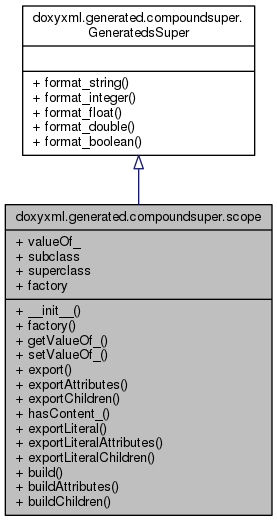 doxyxml.generated.compoundsuper.
GeneratedsSuper
+ format_string()
+ format_integer()
+ format_float()
+ format_double()
+ format_boolean()
doxyxml.generated.compoundsuper.scope
+ valueOf_
+ subclass
+ superclass
+ factory
+ __init__()
+ factory()
+ getValueOf_()
+ setValueOf_()
+ export()
+ exportAttributes()
+ exportChildren()
+ hasContent_()
+ exportLiteral()
+ exportLiteralAttributes()
+ exportLiteralChildren()
+ build()
+ buildAttributes()
+ buildChildren()